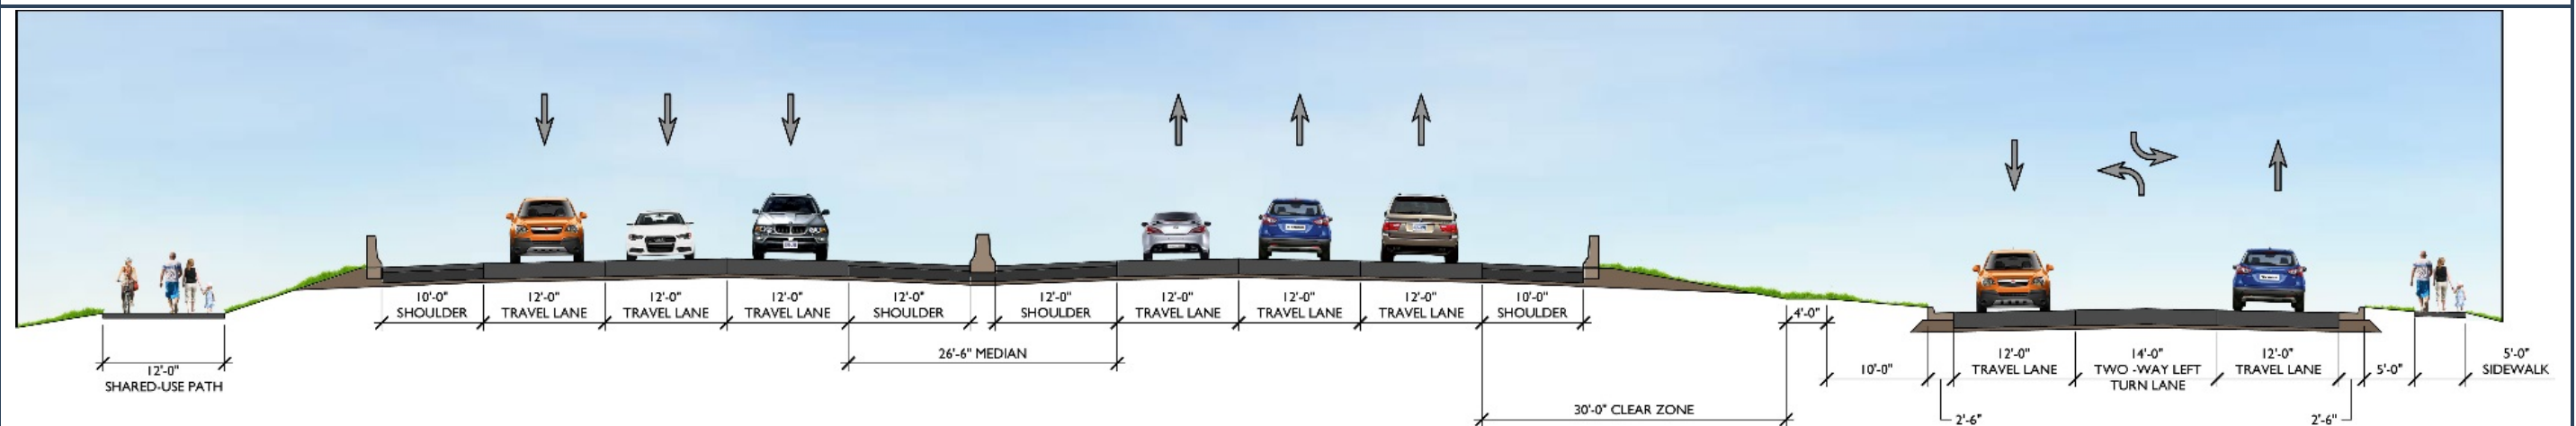 10'-0"
SHOULDER
12'-0"
TRAVEL LANE
12'-0"
TRAVEL LANE
12'-0"
TRAVEL LANE
12'-0"
SHOULDER
12'-0"
SHOULDER
12'-0"
TRAVEL LANE
12'-0"
TRAVEL LANE
12'-0"
TRAVEL LANE
10'-0"
SHOULDER
4'-0"
26'-6" MEDIAN
12'-0"
SHARED-USE PATH
10'-0"
12'-0"
TRAVEL LANE
14'-0"
TWO -WAY LEFT
TURN LANE
12'-0"
TRAVEL LANE
5'-0"
5'-0"
SIDEWALK
30'-0" CLEAR ZONE
2'-6"
2'-6"